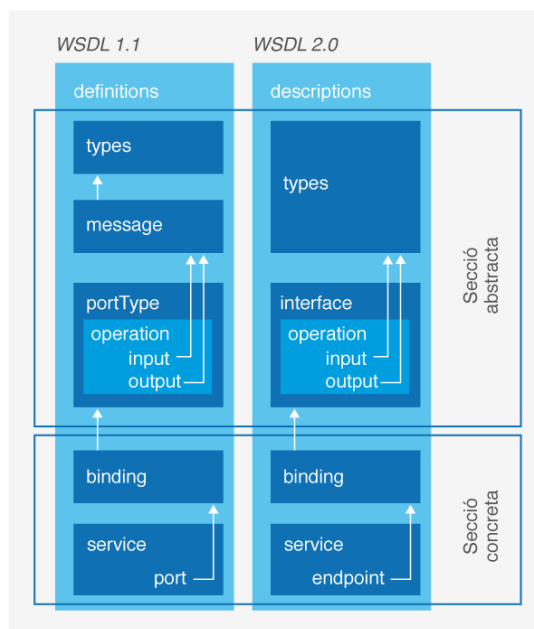 WSDL 1.1
definitions
types
message
portType
operation
input
output
binding
service
port
WSDL 2.0
descriptions
types
interface
operation
input
output
binding
service
endpoint
Secció
abstracta
Secció
concreta